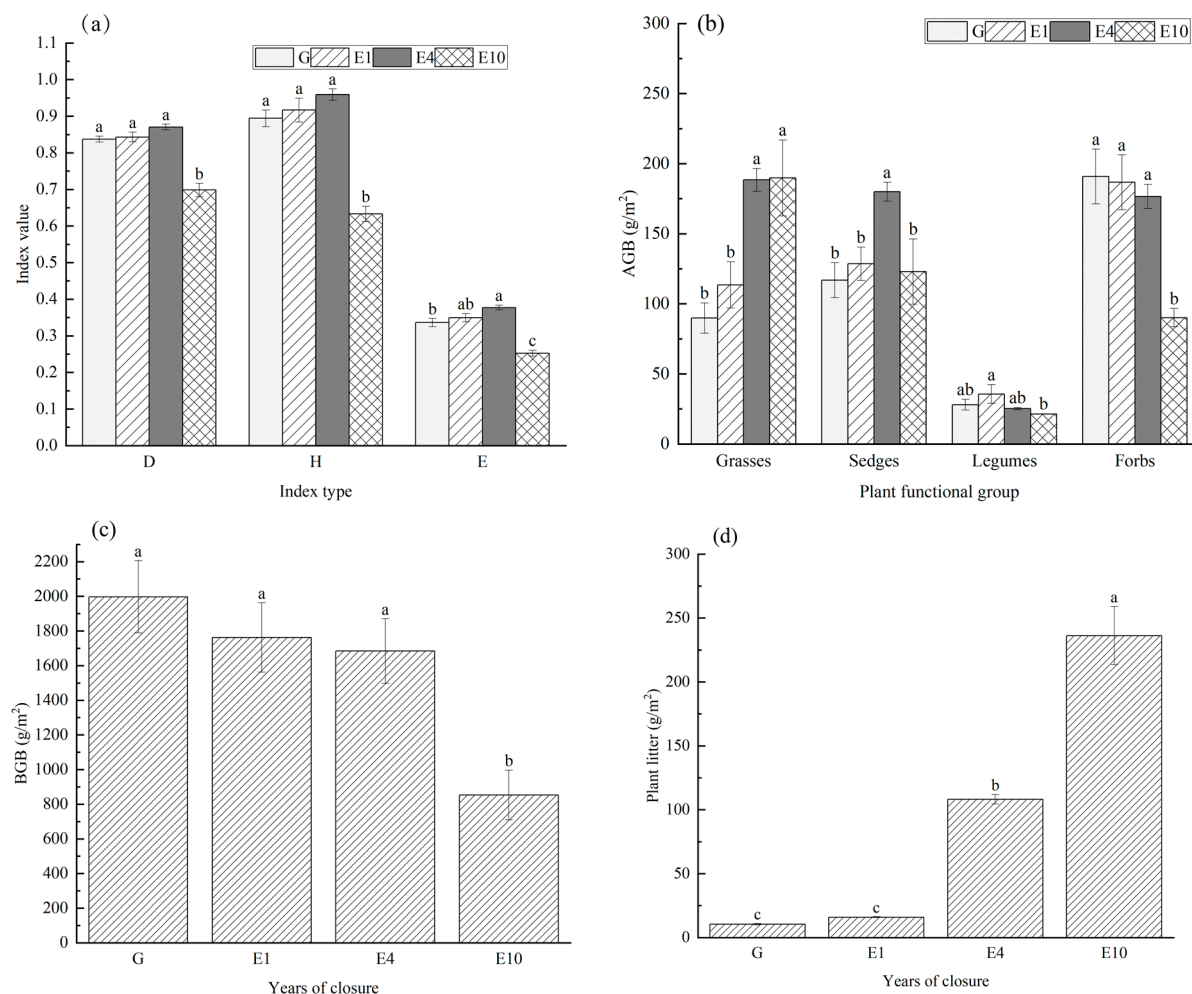 (a)
G E1 E4 E10
1.1
1.0
0.9
0.8
0.7
0.6
0.5
0.4
0.3
0.2
0.1
0.0
Index value
a a a b
a a a b
b ab a c
D H E
Index type
(b)
G E1 E4 E10
300
250
200
150
100
50
0
AGB (g/m²)
b b a a
b b a b
ab a ab b
a a a b
Grasses Sedges Legumes Forbs
Plant functional group
(c)
2200
2000
1800
1600
1400
1200
1000
800
600
400
200
0
BGB (g/m²)
a a a b
G E1 E4 E10
Years of closure
(d)
300
250
200
150
100
50
0
Plant litter (g/m²)
c c b a
G E1 E4 E10
Years of closure